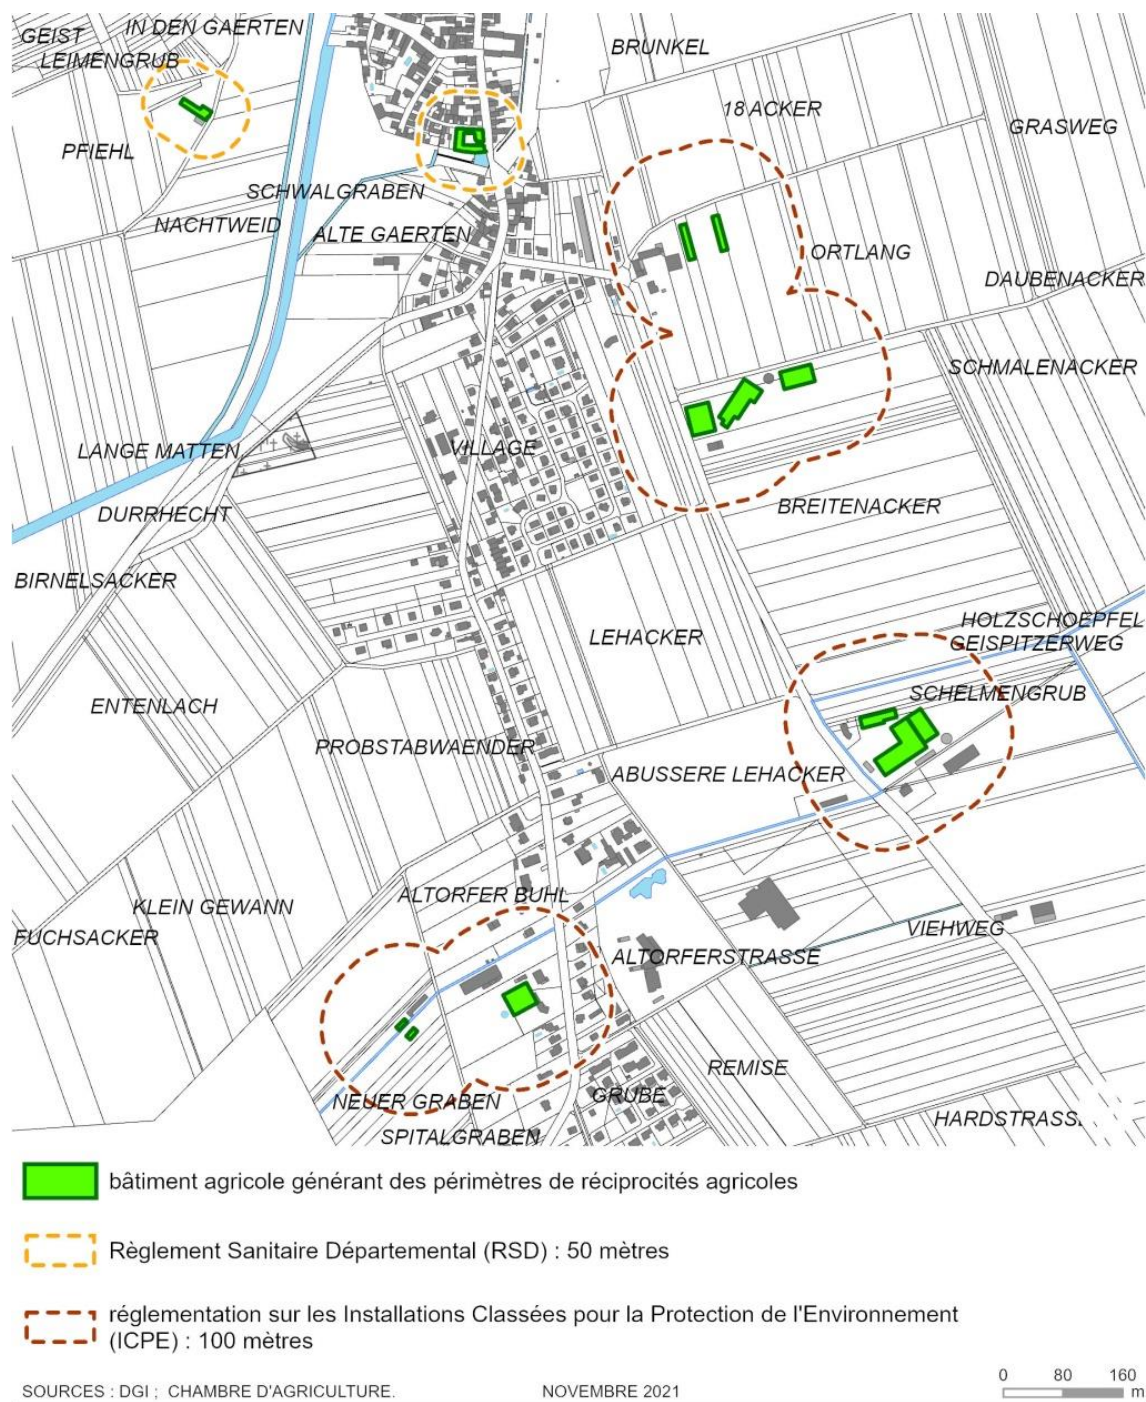 IN DEN GAERTEN
GEIST
LEIMENGRUB
BRUNKEL
18 ACKER
GRASWEG
PFIEHL
SCHWALGRABEN
NACHTWEID
ALTE GAERTEN
ORTLANG
DAUBENACKER
SCHMALENACKER
LANGE MATTEN
VILLAGE
DURRHECHT
BREITENACKER
BIRNELSACKER
HOLZSCHOEPFEL
LEHACKER
GEISPITZERWEG
SCHELMENGRUB
ENTENLACH
PROBSTABWAENDER
ABUSSERE LEHACKER
ALTORFER BUHL
KLEIN GEWANN
FUCHSACKER
VIEHWEG
ALTORFERSTRASSE
REMISE
GRUBE
NEUER GRABEN
HARDSTRASS
SPITALGRABEN
bâtiment agricole générant des périmètres de réciprocités agricoles
Règlement Sanitaire Départemental (RSD) : 50 mètres
réglementation sur les Installations Classées pour la Protection de l'Environnement
(ICPE) : 100 mètres
0 80 160
m
SOURCES : DGI ; CHAMBRE D'AGRICULTURE. NOVEMBRE 2021